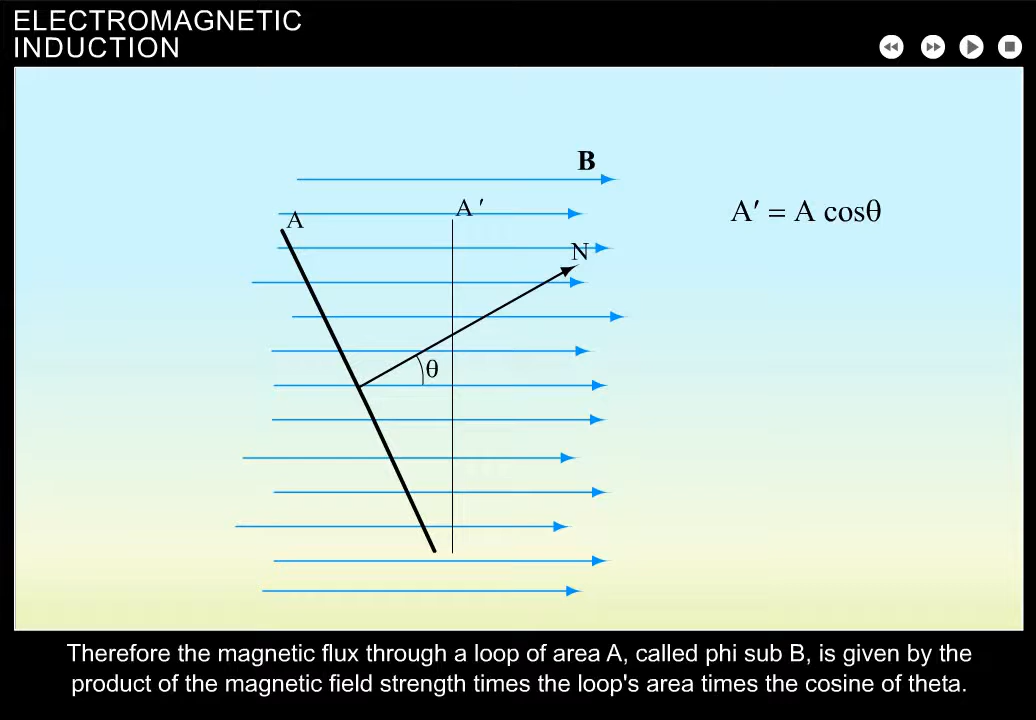 ELECTROMAGNETIC
INDUCTION
B
A
A′
A′ = A cosθ
N
θ
Therefore the magnetic flux through a loop of area A, called phi sub B, is given by the
product of the magnetic field strength times the loop's area times the cosine of theta.